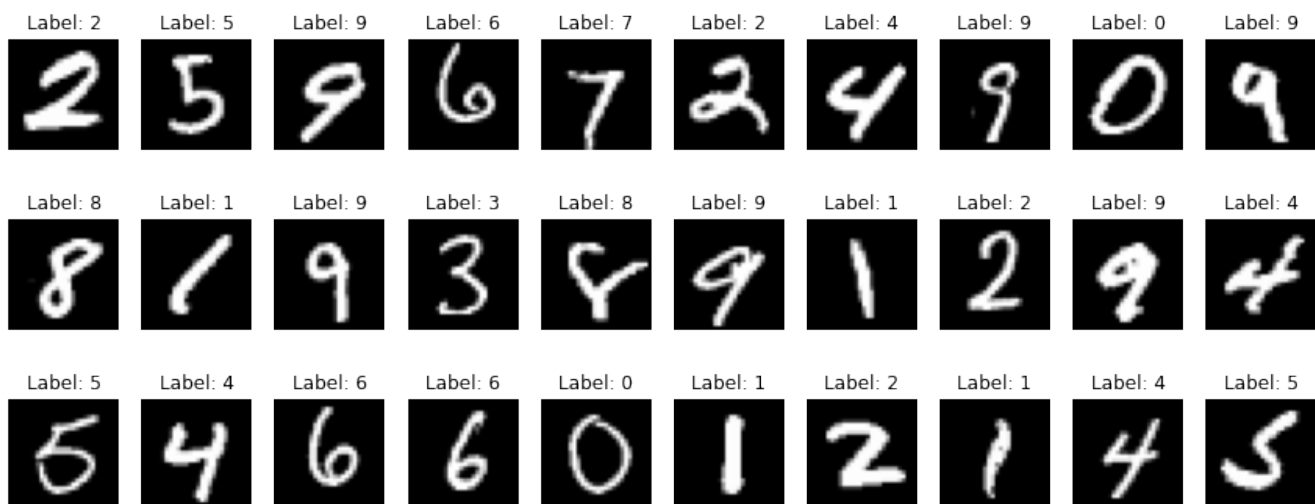 Label: 2 Label: 5 Label: 9 Label: 6 Label: 7 Label: 2 Label: 4 Label: 9 Label: 0 Label: 9
2 5 9 6 7 2 4 9 0 9
Label: 8 Label: 1 Label: 9 Label: 3 Label: 8 Label: 9 Label: 1 Label: 2 Label: 9 Label: 4
8 1 9 3 8 9 1 2 9 4
Label: 5 Label: 4 Label: 6 Label: 6 Label: 0 Label: 1 Label: 2 Label: 1 Label: 4 Label: 5
5 4 6 6 0 1 2 1 4 5